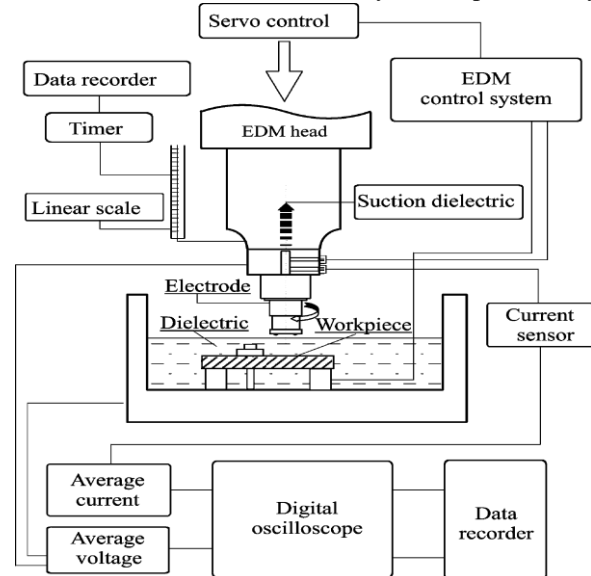 Servo control
Data recorder
EDM
control system
Timer
EDM head
Linear scale
Suction dielectric
Electrode
Dielectric
Workpiece
Current
sensor
Average
current
Digital
oscilloscope
Data
recorder
Average
voltage